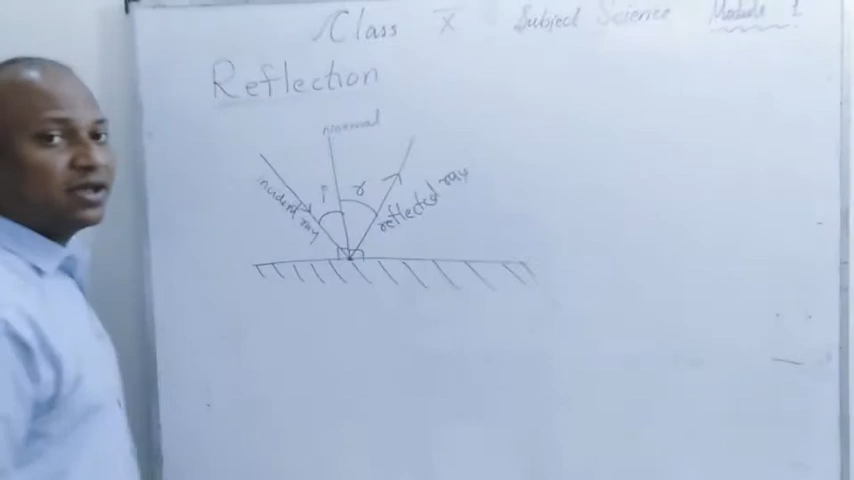 Class X Subject Science Module 1
Reflection
normal
incident ray
i
r
reflected ray